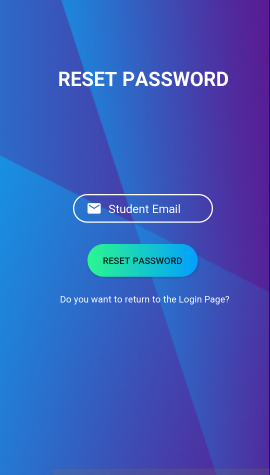 RESET PASSWORD
Student Email
RESET PASSWORD
Do you want to return to the Login Page?